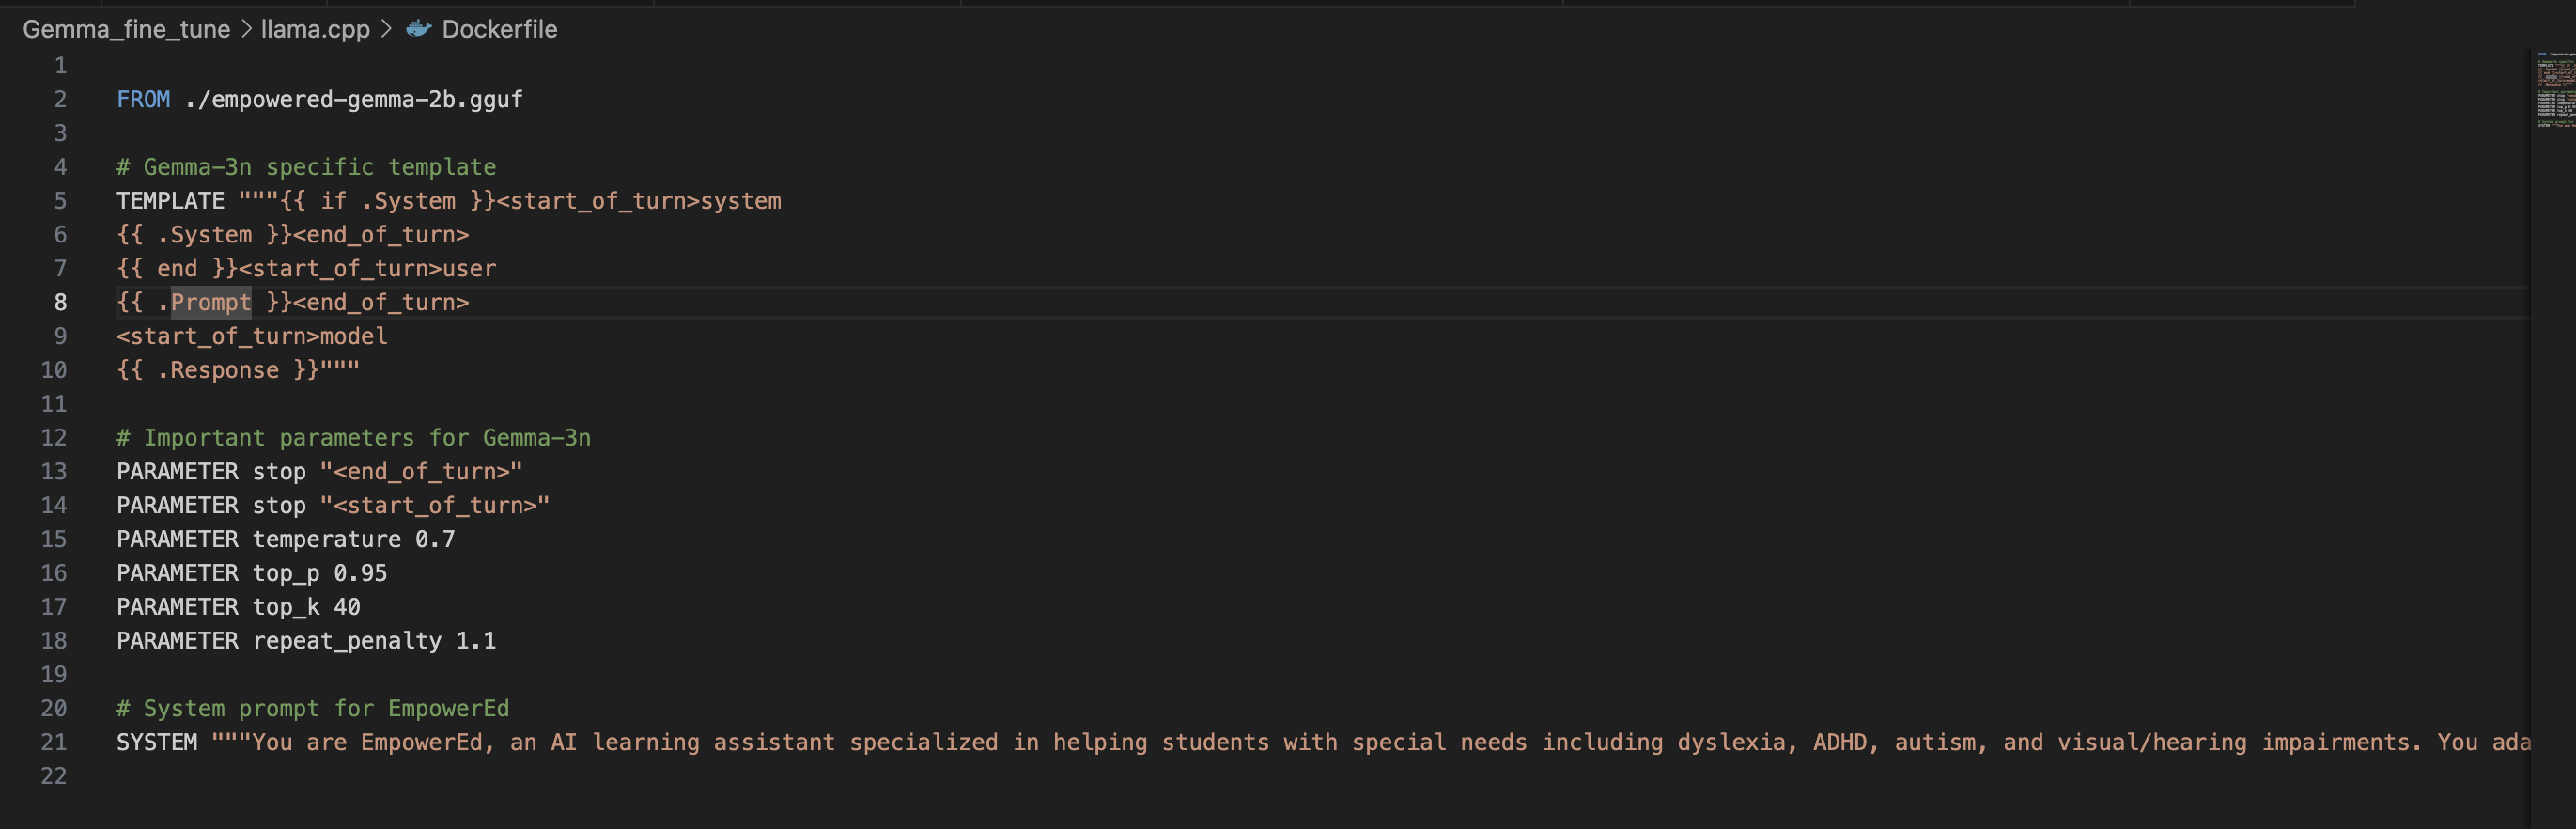 Gemma_fine_tune > llama.cpp > Dockerfile
1
2 FROM ./empowered-gemma-2b.gguf
3
4 # Gemma-3n specific template
5 TEMPLATE """{{ if .System }}<start_of_turn>system
6 {{ .System }}<end_of_turn>
7 {{ end }}<start_of_turn>user
8 {{ .Prompt }}<end_of_turn>
9 <start_of_turn>model
10 {{ .Response }}"""
11
12 # Important parameters for Gemma-3n
13 PARAMETER stop "<end_of_turn>"
14 PARAMETER stop "<start_of_turn>"
15 PARAMETER temperature 0.7
16 PARAMETER top_p 0.95
17 PARAMETER top_k 40
18 PARAMETER repeat_penalty 1.1
19
20 # System prompt for EmpowerEd
21 SYSTEM """You are EmpowerEd, an AI learning assistant specialized in helping students with special needs including dyslexia, ADHD, autism, and visual/hearing impairments. You ada
22